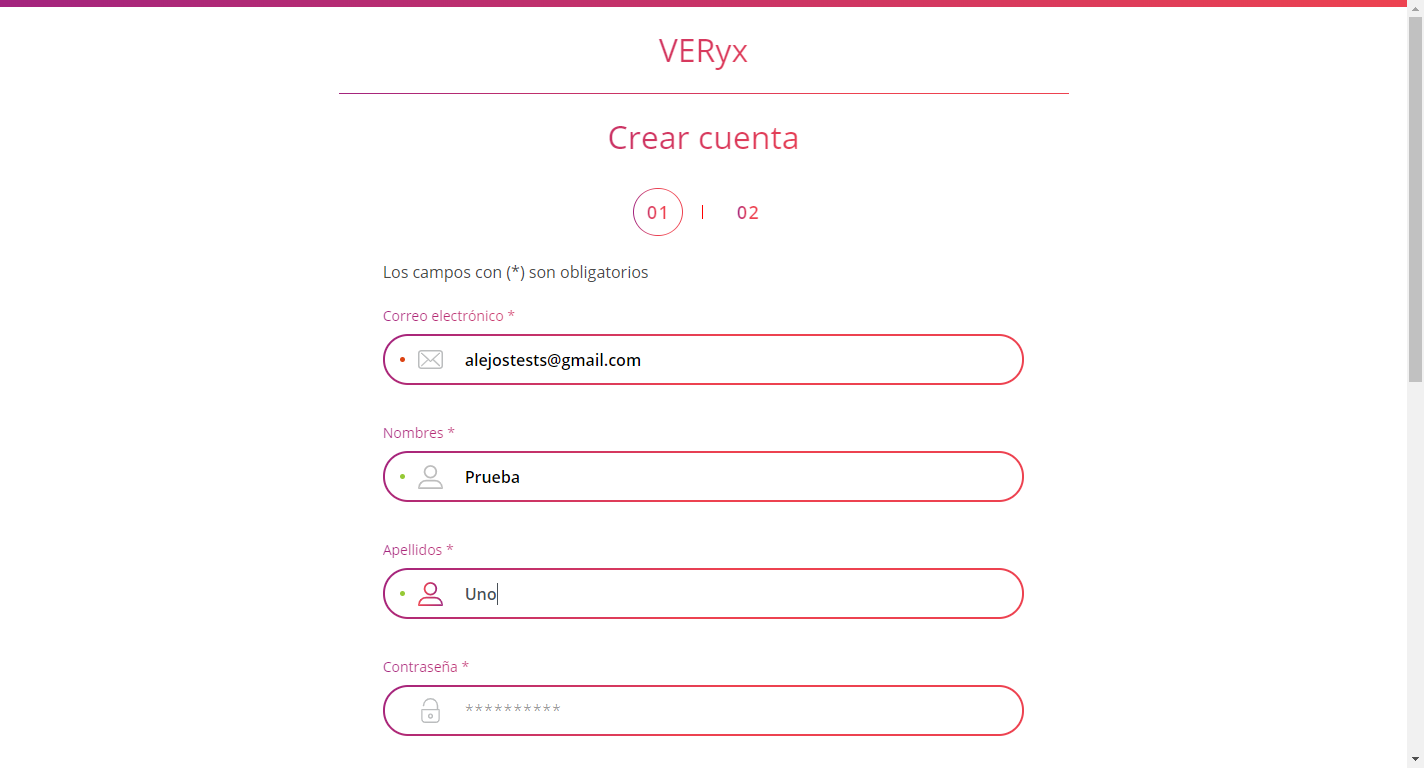 VERyx
Crear cuenta
01 | 02
Los campos con (*) son obligatorios
Correo electrónico *
alejostests@gmail.com
Nombres *
Prueba
Apellidos *
Uno
Contraseña *
**********